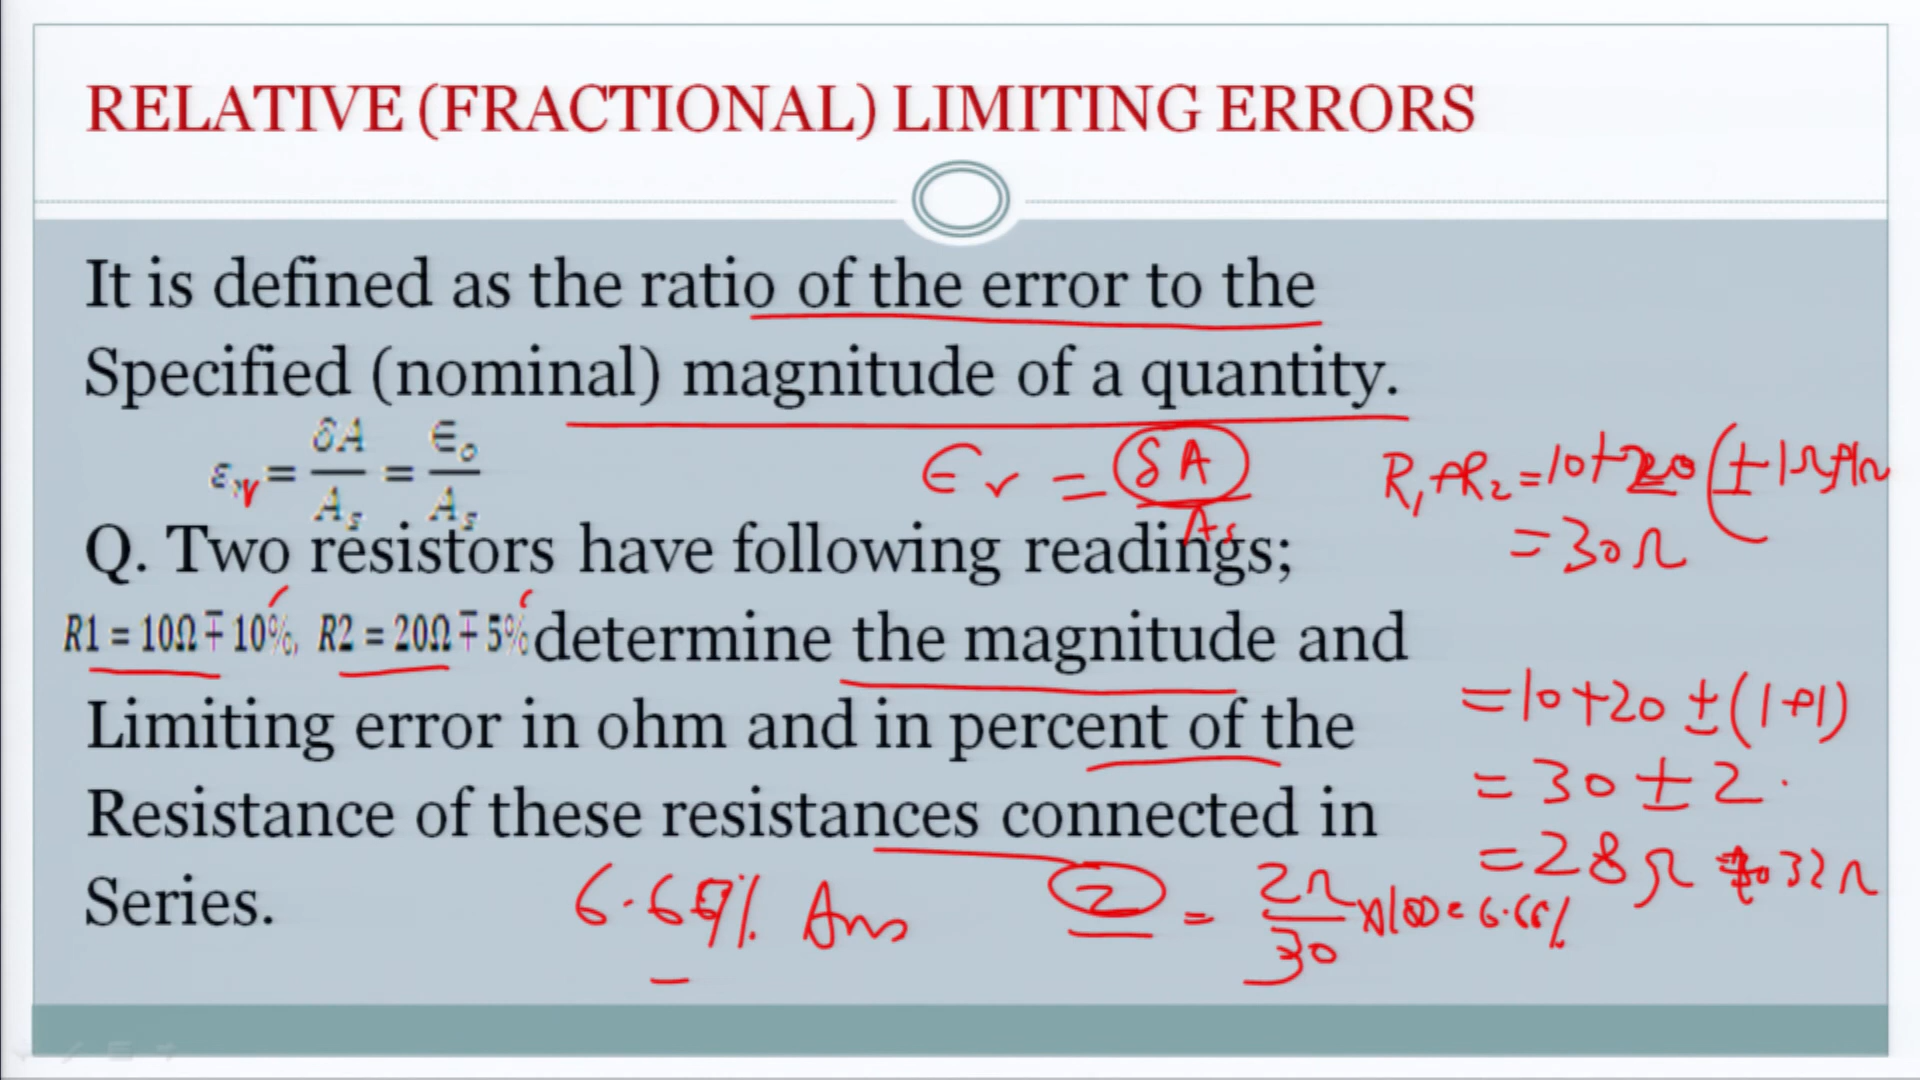 RELATIVE (FRACTIONAL) LIMITING ERRORS
It is defined as the ratio of the error to the
Specified (nominal) magnitude of a quantity.
εᵣ = δA / Aₛ = ∈ₒ / Aₛ
∈ᵣ = δA / Aₛ
R₁ + R₂ = 10 + 20 (± 1Ω ± 1Ω
= 30Ω
Q. Two resistors have following readings;
R1 = 10Ω ∓ 10%, R2 = 20Ω ∓ 5% determine the magnitude and
= 10 + 20 ± (1+1)
Limiting error in ohm and in percent of the
= 30 ± 2
Resistance of these resistances connected in
= 28Ω to 32Ω
Series.
6.66% Ans
2 = 2Ω / 30 × 100 = 6.66%